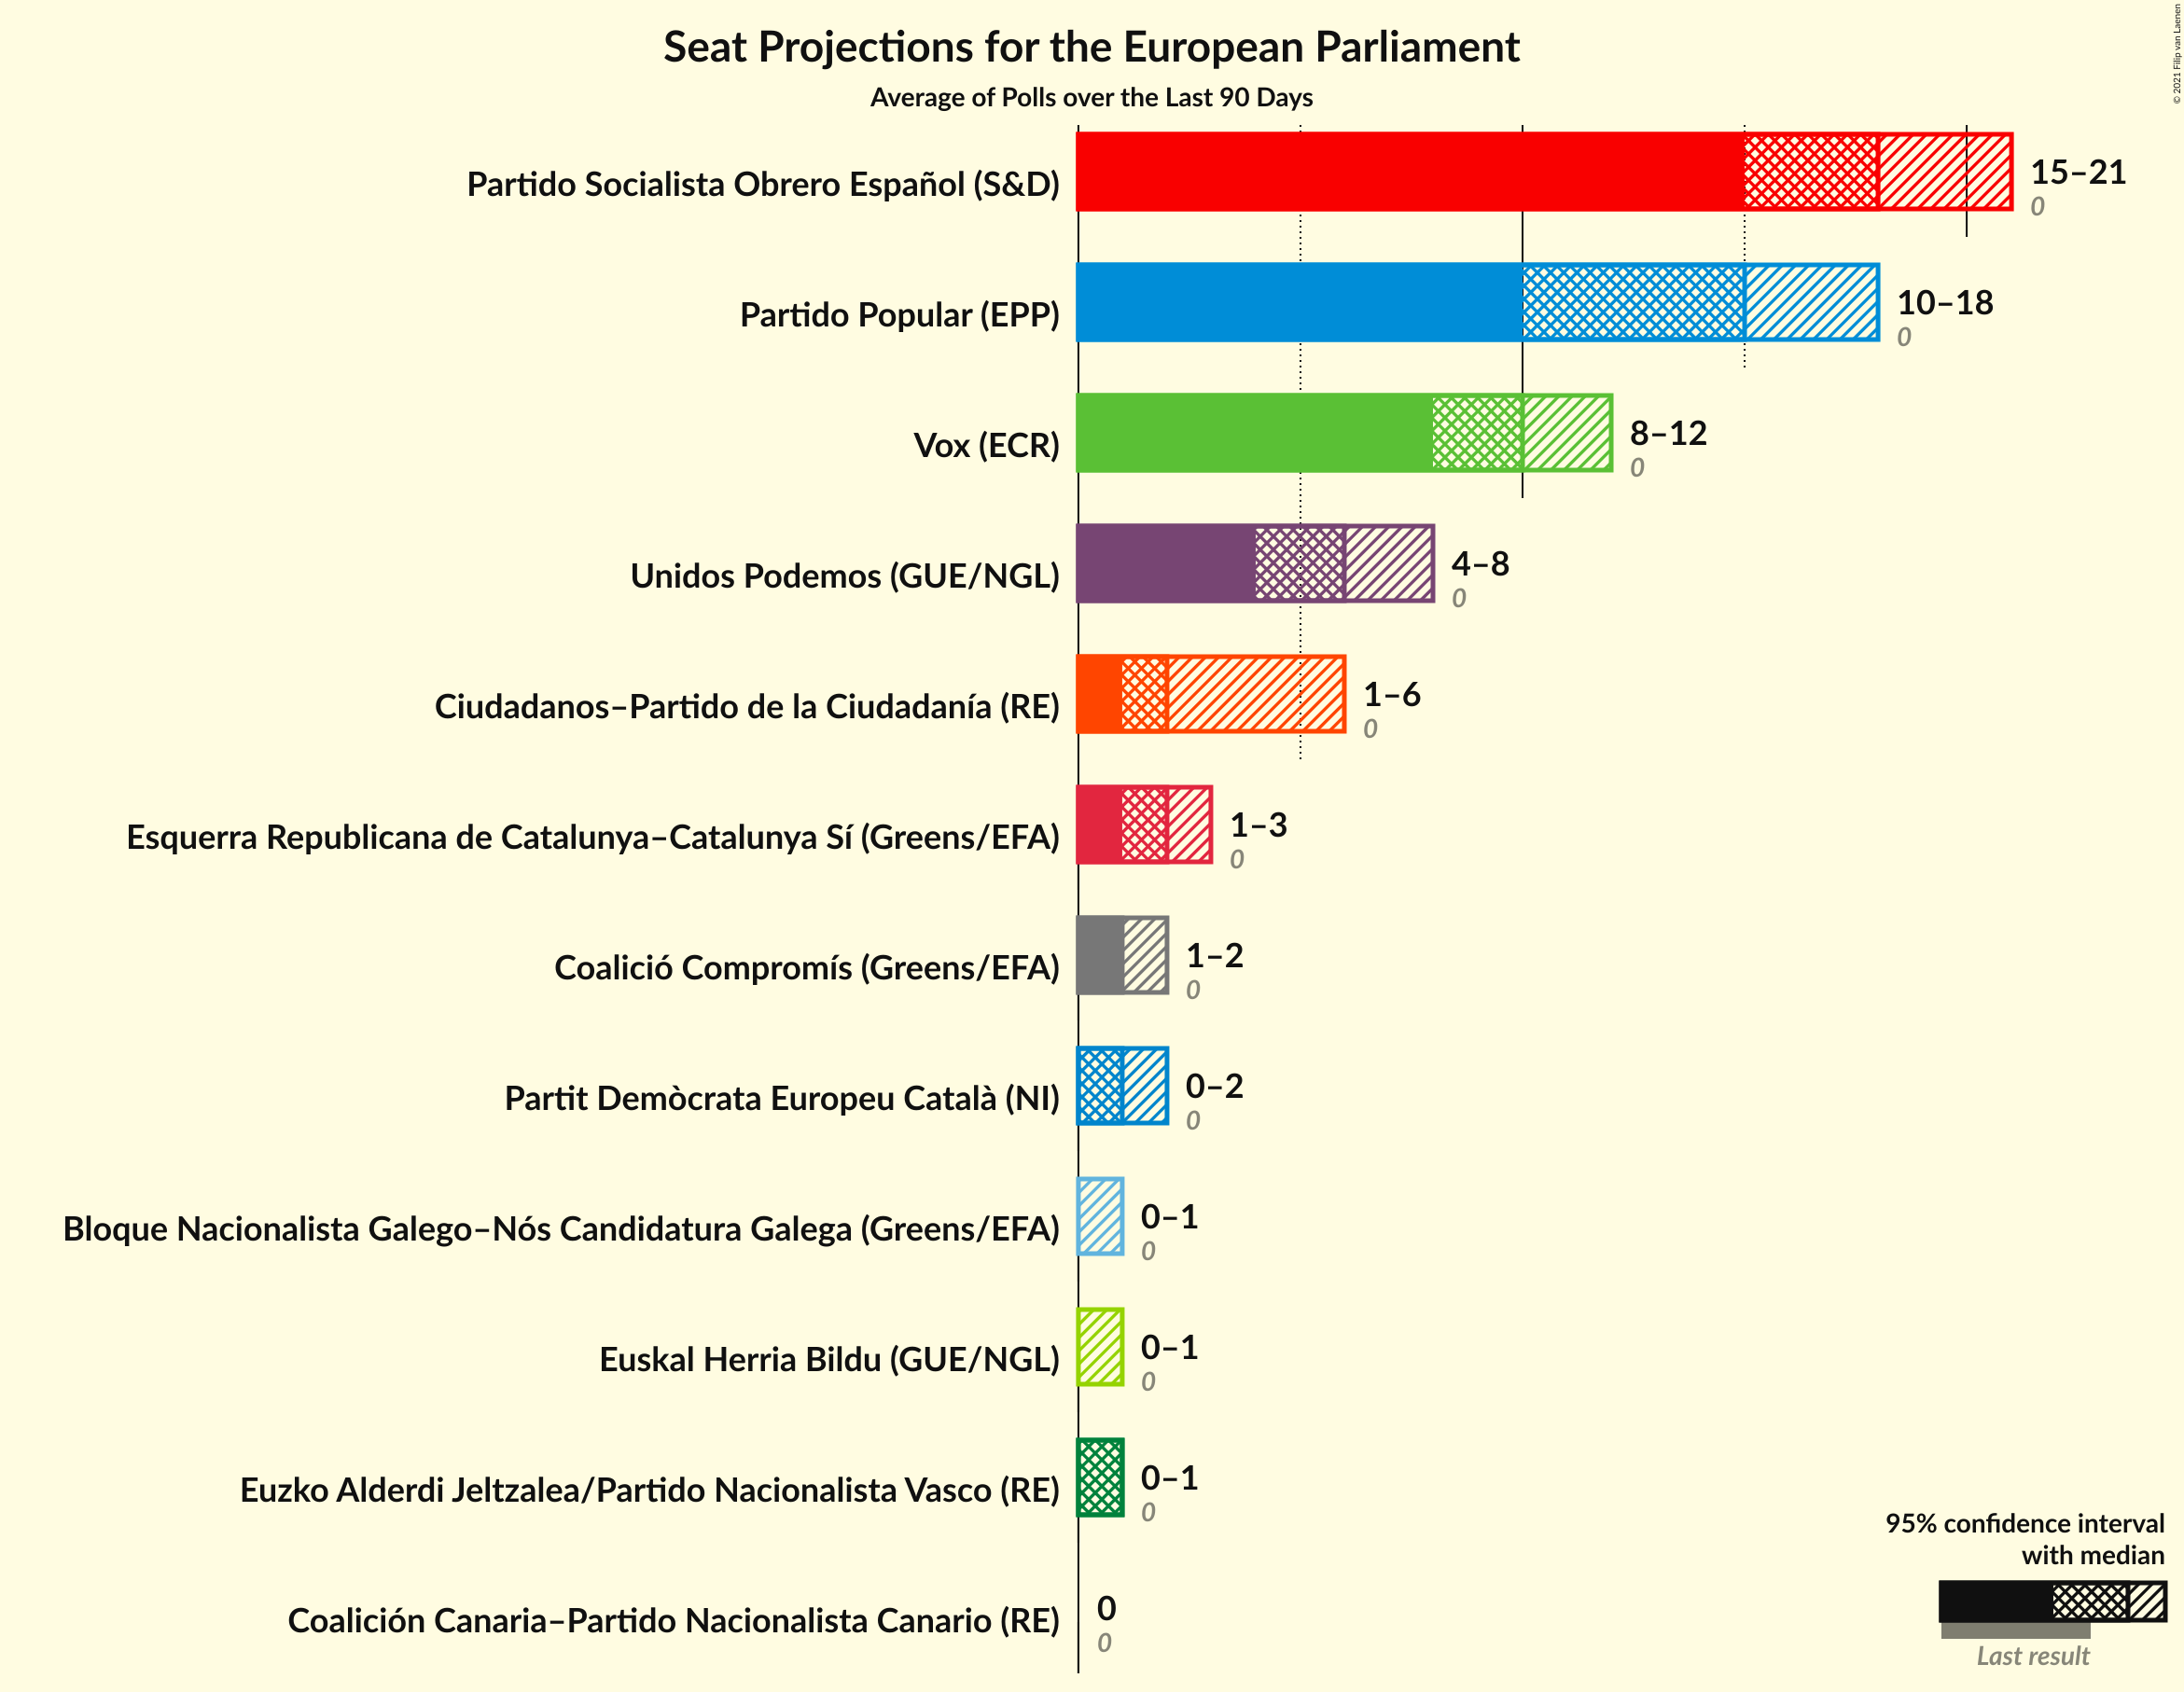 Seat Projections for the European Parliament
Average of Polls over the Last 90 Days
© 2021 Filip van Laenen
Partido Socialista Obrero Español (S&D)
15–21
0
Partido Popular (EPP)
10–18
0
Vox (ECR)
8–12
0
Unidos Podemos (GUE/NGL)
4–8
0
Ciudadanos–Partido de la Ciudadanía (RE)
1–6
0
Esquerra Republicana de Catalunya–Catalunya Sí (Greens/EFA)
1–3
0
Coalició Compromís (Greens/EFA)
1–2
0
Partit Demòcrata Europeu Català (NI)
0–2
0
Bloque Nacionalista Galego–Nós Candidatura Galega (Greens/EFA)
0–1
0
Euskal Herria Bildu (GUE/NGL)
0–1
0
Euzko Alderdi Jeltzalea/Partido Nacionalista Vasco (RE)
0–1
0
Coalición Canaria–Partido Nacionalista Canario (RE)
0
0
95% confidence interval
with median
Last result